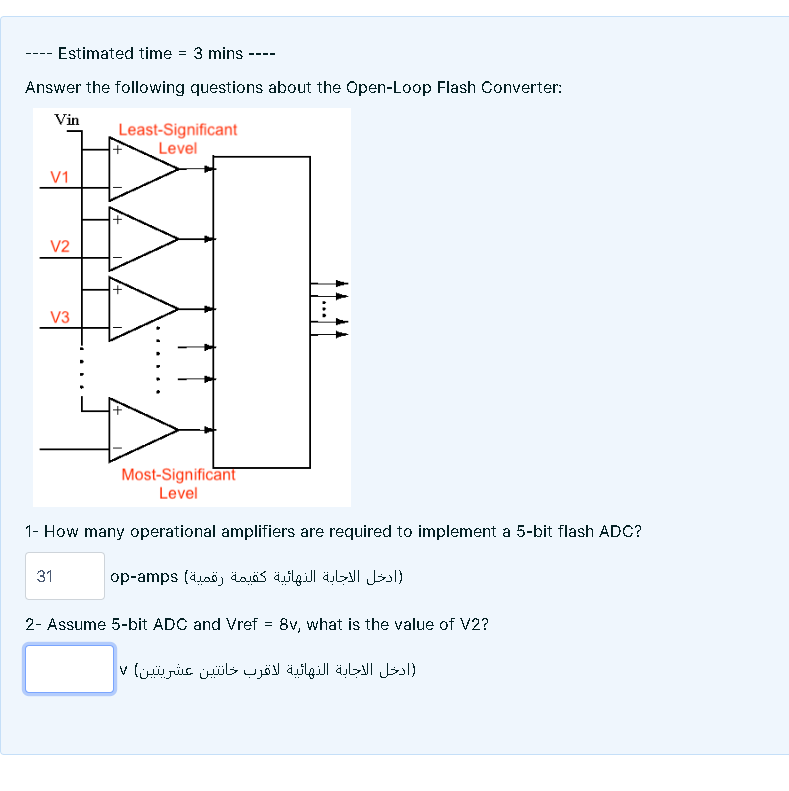 ---- Estimated time = 3 mins ----
Answer the following questions about the Open-Loop Flash Converter:
Vin
Least-Significant
Level
+
V1
−
+
V2
−
+
V3
−
+
−
Most-Significant
Level
1- How many operational amplifiers are required to implement a 5-bit flash ADC?
31
op-amps (ادخل الاجابة النهائية كقيمة رقمية)
2- Assume 5-bit ADC and Vref = 8v, what is the value of V2?
v (ادخل الاجابة النهائية لاقرب خانتين عشريتين)